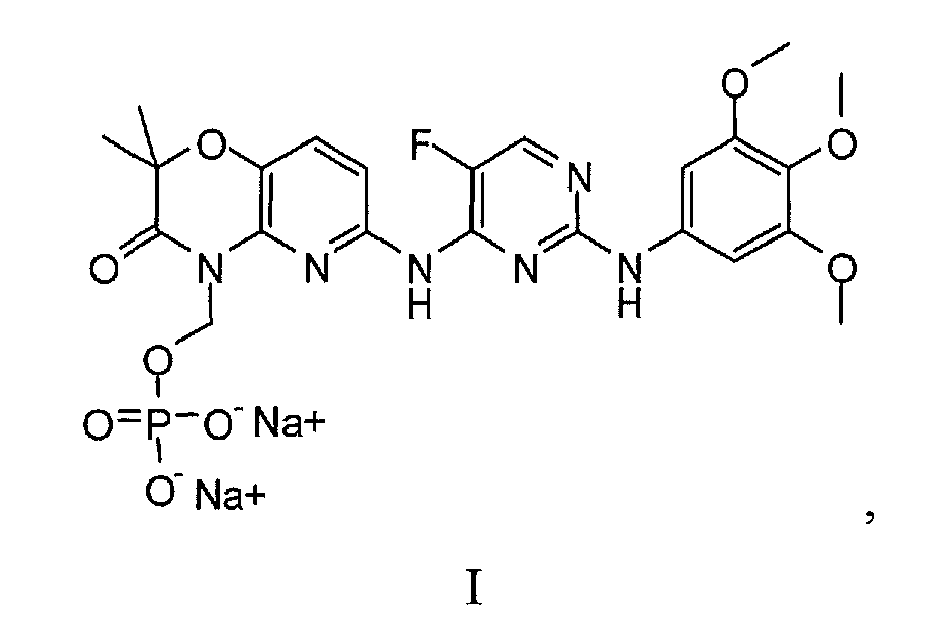 O
O O
F N
O N N N N N O
H H
O
O=P-O⁻ Na+
O⁻ Na+
,
I